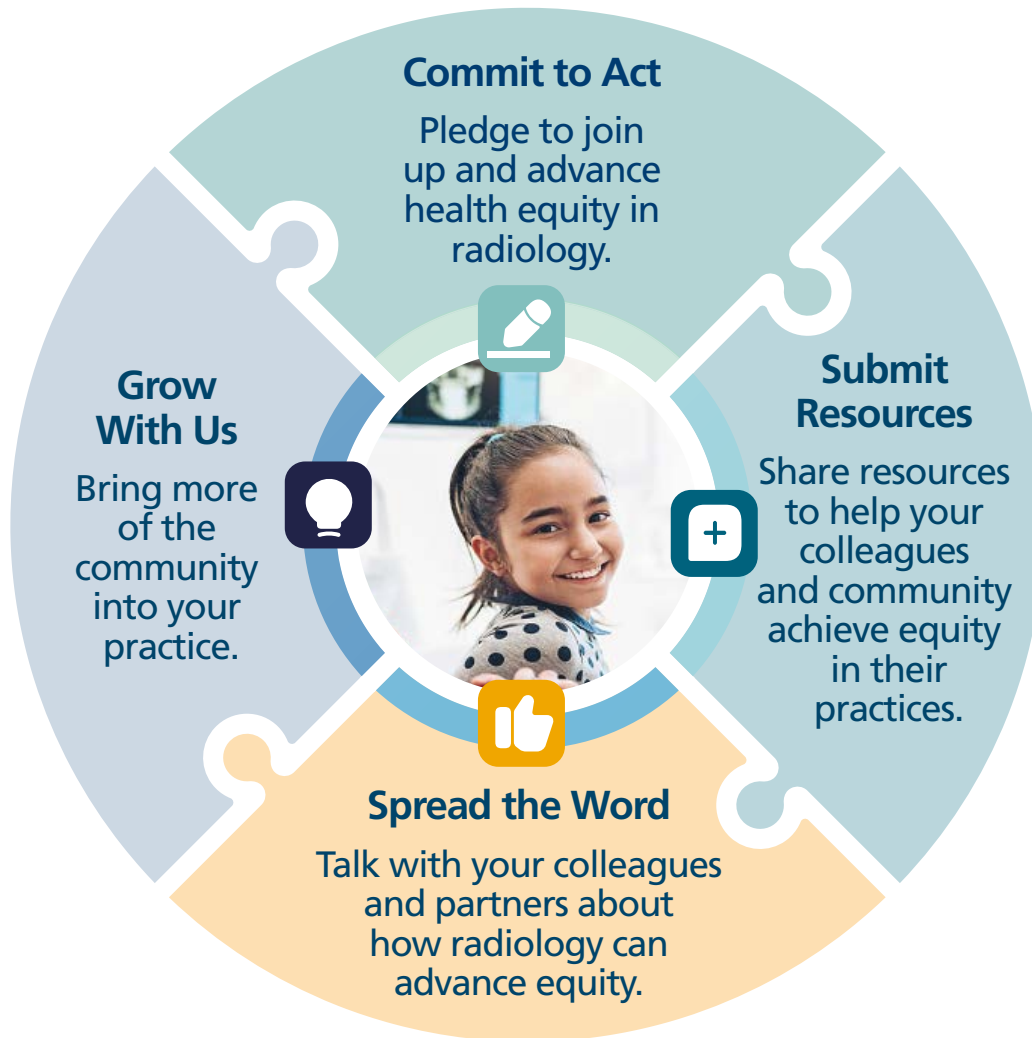 Commit to Act
Pledge to join
up and advance
health equity in
radiology.
Submit
Resources
Share resources
to help your
colleagues
and community
achieve equity
in their
practices.
Spread the Word
Talk with your colleagues
and partners about
how radiology can
advance equity.
Grow
With Us
Bring more
of the
community
into your
practice.